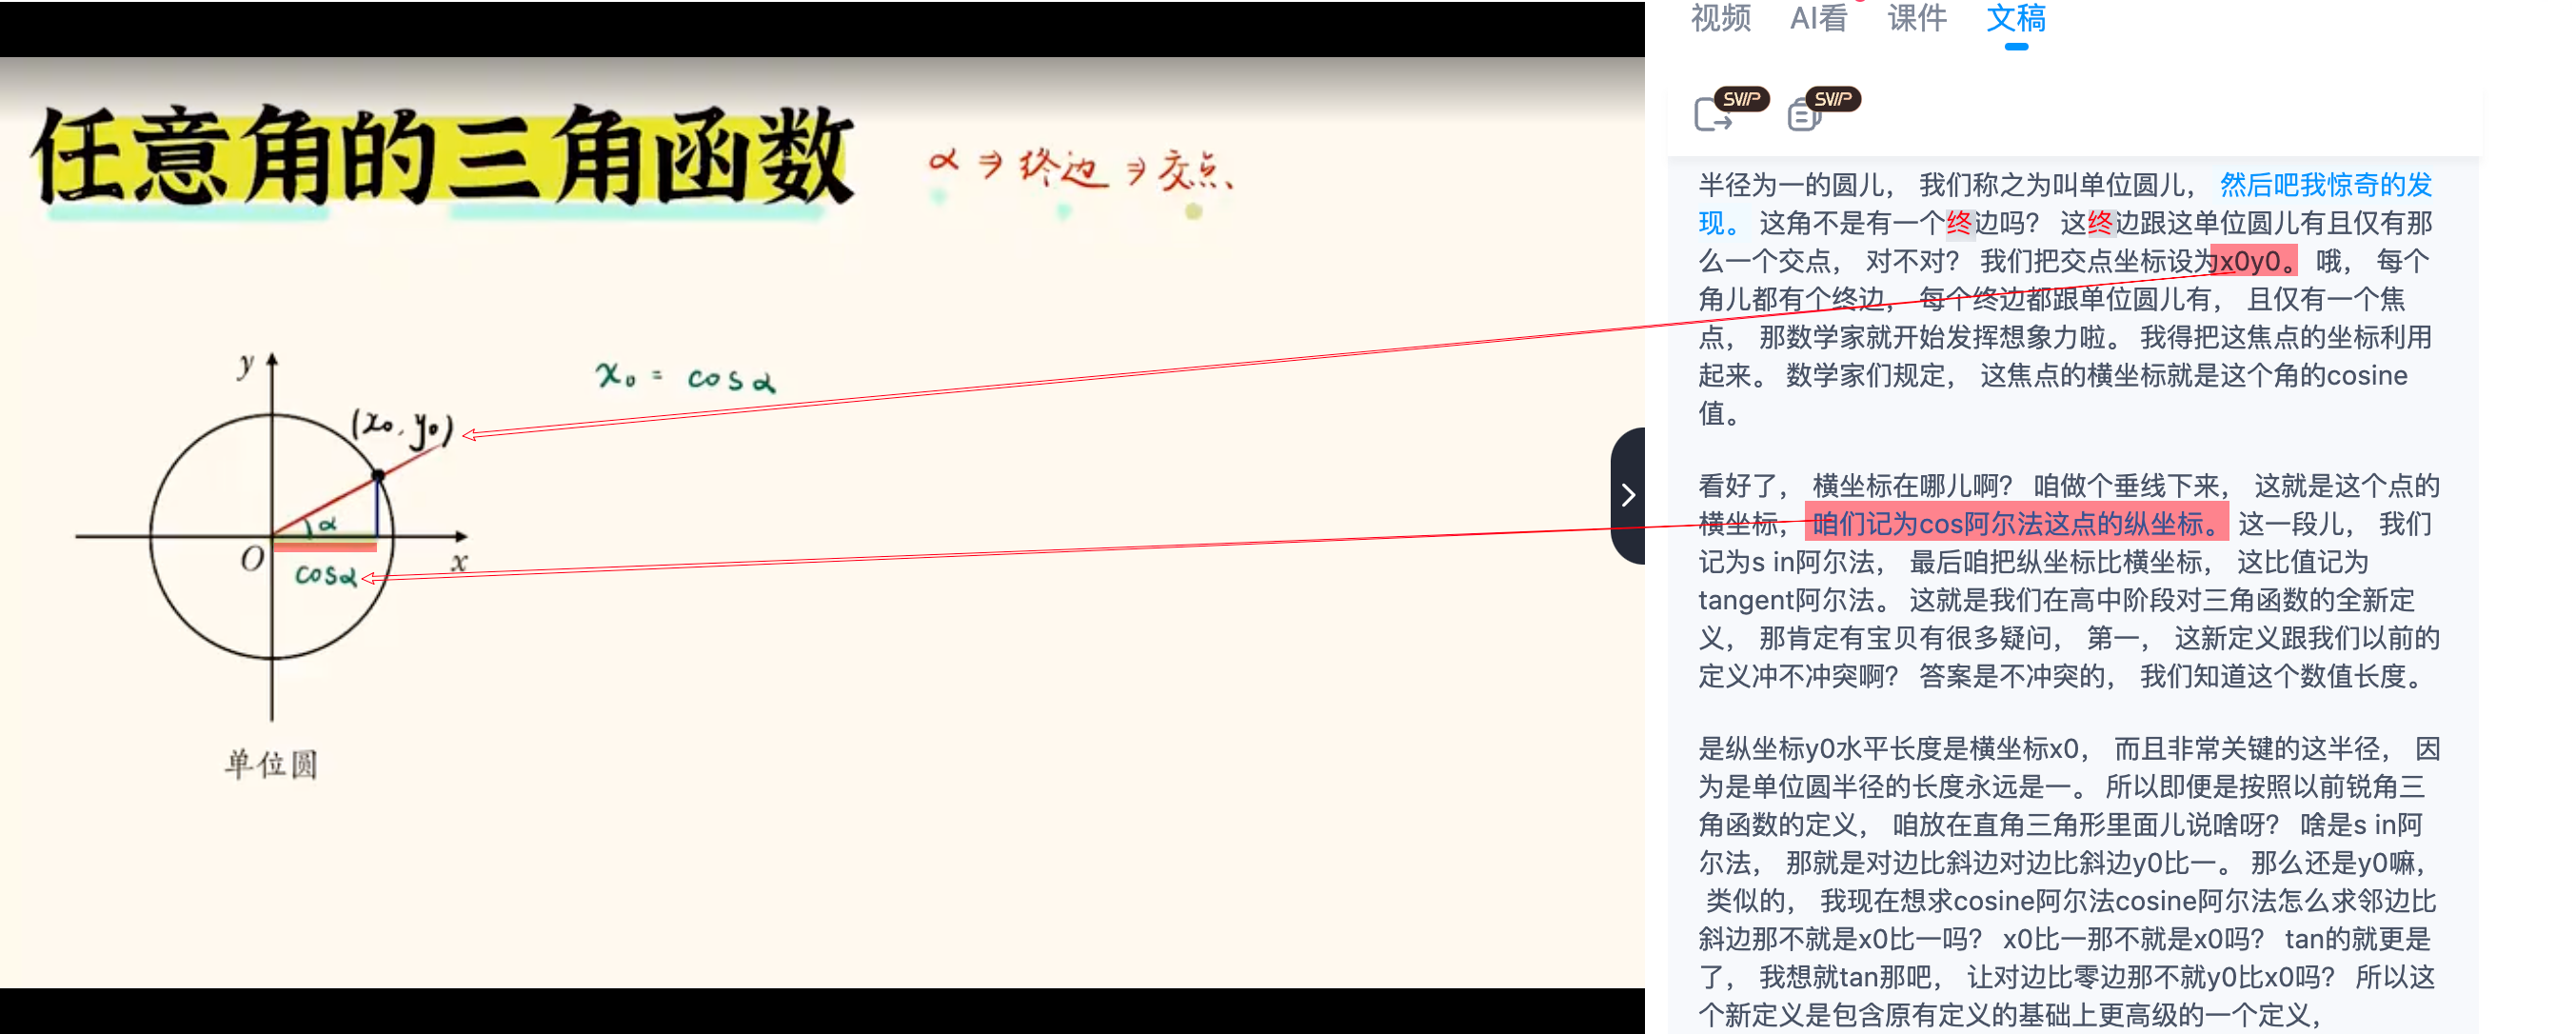 任意角的三角函数
α ⇒ 终边 ⇒ 交点、
y
(x₀, y₀)
x₀ = cosα
α
O
x
cosα
单位圆
视频 AI看 课件 文稿
SVIP SVIP
半径为一的圆儿， 我们称之为叫单位圆儿， 然后吧我惊奇的发
现。 这角不是有一个终边吗？ 这终边跟这单位圆儿有且仅有那
么一个交点， 对不对？ 我们把交点坐标设为x0y0。 哦， 每个
角儿都有个终边， 每个终边都跟单位圆儿有， 且仅有一个焦
点， 那数学家就开始发挥想象力啦。 我得把这焦点的坐标利用
起来。 数学家们规定， 这焦点的横坐标就是这个角的cosine
值。
看好了， 横坐标在哪儿啊？ 咱做个垂线下来， 这就是这个点的
横坐标， 咱们记为cos阿尔法这点的纵坐标。 这一段儿， 我们
记为s in阿尔法， 最后咱把纵坐标比横坐标， 这比值记为
tangent阿尔法。 这就是我们在高中阶段对三角函数的全新定
义， 那肯定有宝贝有很多疑问， 第一， 这新定义跟我们以前的
定义冲不冲突啊？ 答案是不冲突的， 我们知道这个数值长度。
是纵坐标y0水平长度是横坐标x0， 而且非常关键的这半径， 因
为是单位圆半径的长度永远是一。 所以即便是按照以前锐角三
角函数的定义， 咱放在直角三角形里面儿说啥呀？ 啥是s in阿
尔法， 那就是对边比斜边对边比斜边y0比一。 那么还是y0嘛，
类似的， 我现在想求cosine阿尔法cosine阿尔法怎么求邻边比
斜边那不就是x0比一吗？ x0比一那不就是x0吗？ tan的就更是
了， 我想就tan那吧， 让对边比零边那不就y0比x0吗？ 所以这
个新定义是包含原有定义的基础上更高级的一个定义，